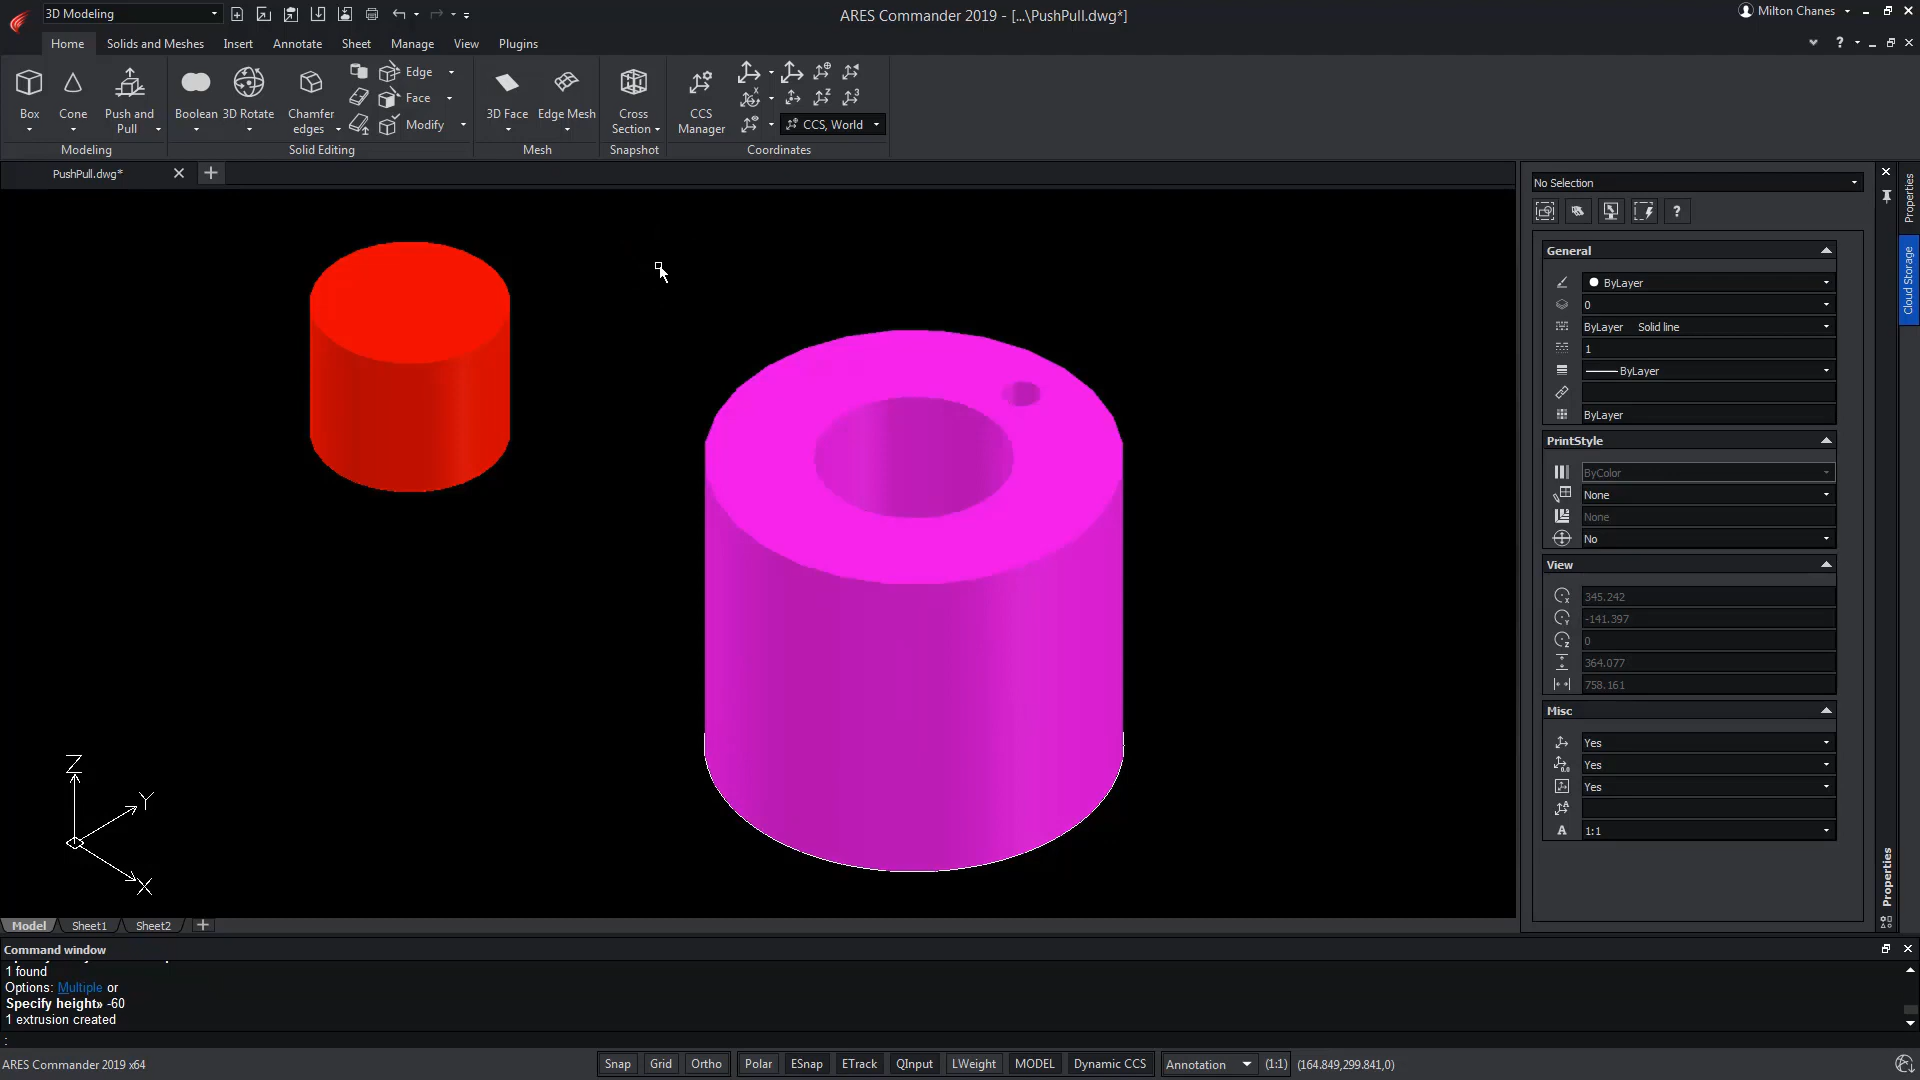 3D Modeling
ARES Commander 2019 - [...\PushPull.dwg*]
Milton Chanes
Home Solids and Meshes Insert Annotate Sheet Manage View Plugins
?
Box Cone Push and Pull
Boolean 3D Rotate Chamfer edges
Edge
Face
Modify
3D Face Edge Mesh
Cross Section
CCS Manager
CCS, World
Modeling Solid Editing Mesh Snapshot Coordinates
PushPull.dwg*
No Selection
?
Properties
Cloud Storage
General
ByLayer
0
ByLayer Solid line
1
ByLayer
ByLayer
PrintStyle
ByColor
None
None
No
View
345.242
-141.397
0
364.077
758.161
Misc
Yes
Yes
Yes
1:1
Properties
Z
Y
X
Model Sheet1 Sheet2
Command window
1 found
Options: Multiple or
Specify height» -60
1 extrusion created
:
ARES Commander 2019 x64
Snap Grid Ortho Polar ESnap ETrack QInput LWeight MODEL Dynamic CCS Annotation (1:1) (164.849,299.841,0)